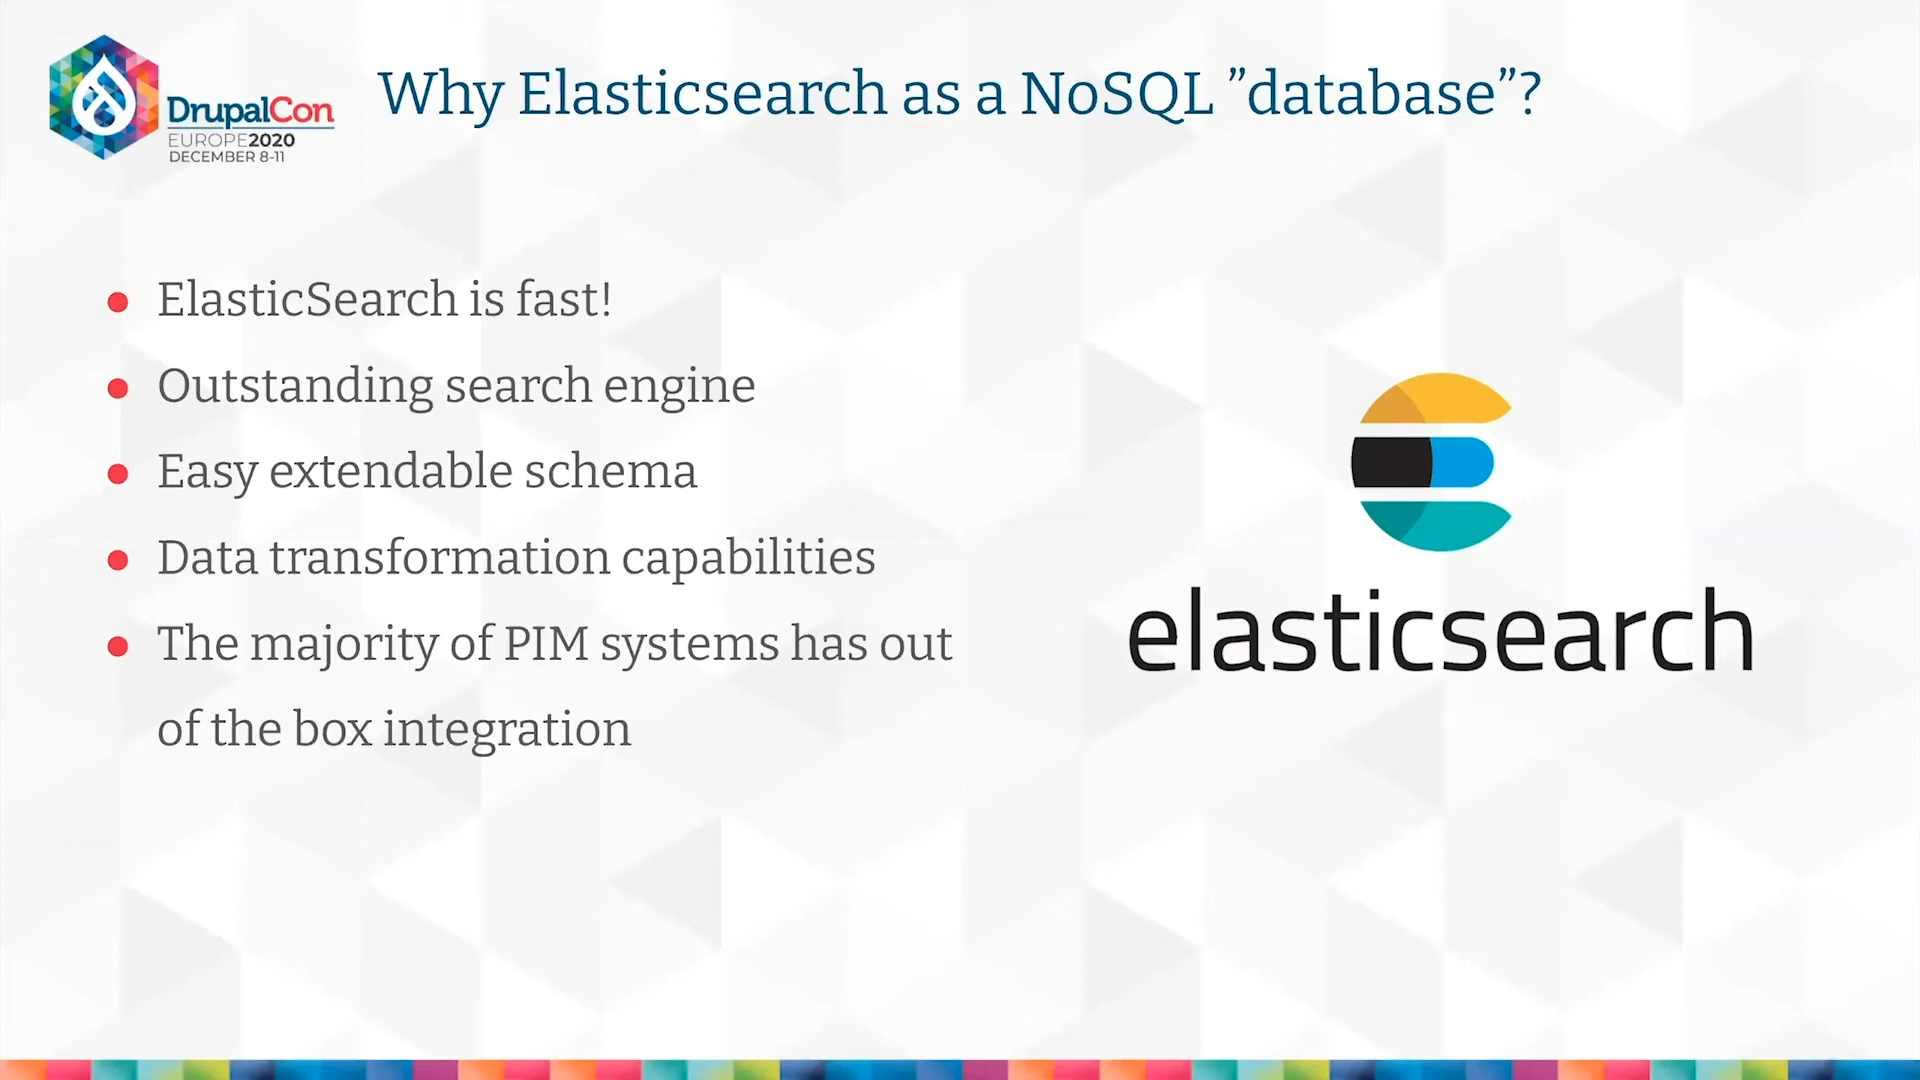 DrupalCon
EUROPE2020
DECEMBER 8-11
Why Elasticsearch as a NoSQL ”database”?
● ElasticSearch is fast!
● Outstanding search engine
● Easy extendable schema
● Data transformation capabilities
● The majority of PIM systems has out
of the box integration
elasticsearch